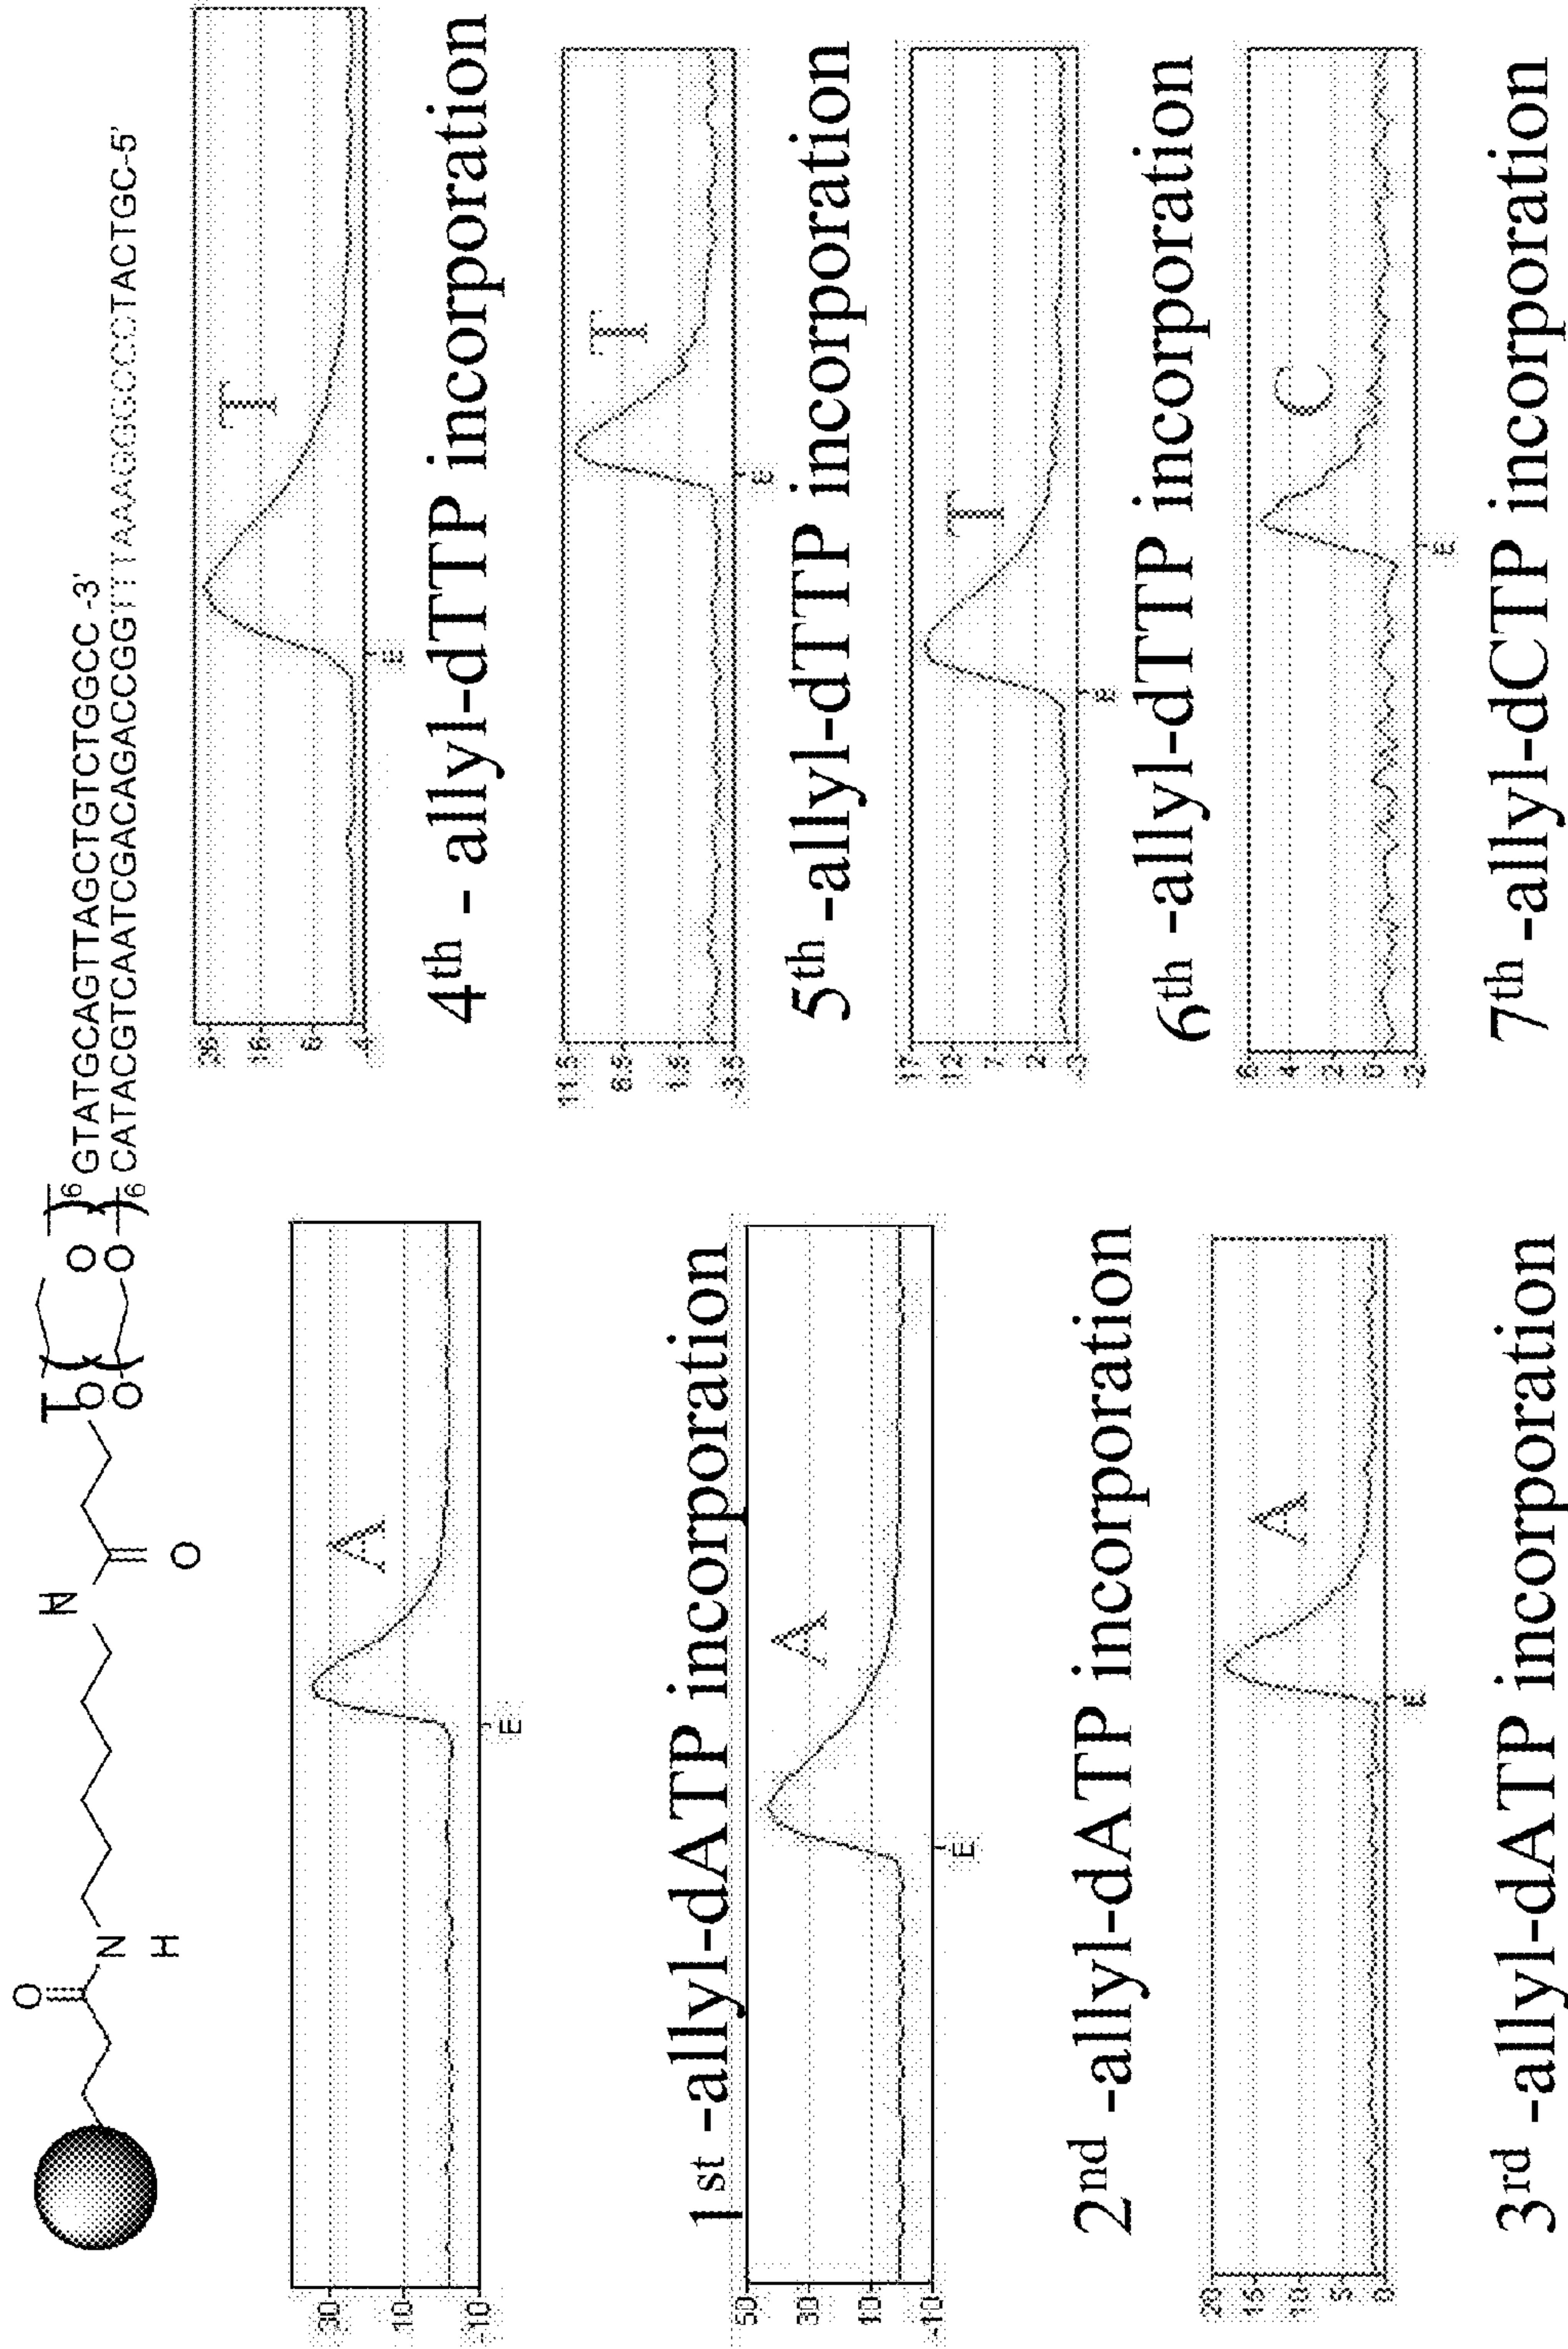 O
N
H
H
N
O
T
O O 6 GTATGCAGTTAGCTGTCTGGCC -3'
O O 6 CATACGTCAATCGACAGACCGGTTTAAAGGGCCCTACTGC-5'
30
10
-10
A
E
1st -allyl-dATP incorporation
50
30
10
-10
A
E
2nd -allyl-dATP incorporation
20
15
10
5
0
A
E
3rd -allyl-dATP incorporation
26
16
6
-4
T
E
4th - allyl-dTTP incorporation
11.5
6.5
1.5
-3.5
T
E
5th -allyl-dTTP incorporation
17
12
7
2
-3
T
E
6th -allyl-dTTP incorporation
6
4
2
0
-2
C
E
7th -allyl-dCTP incorporation